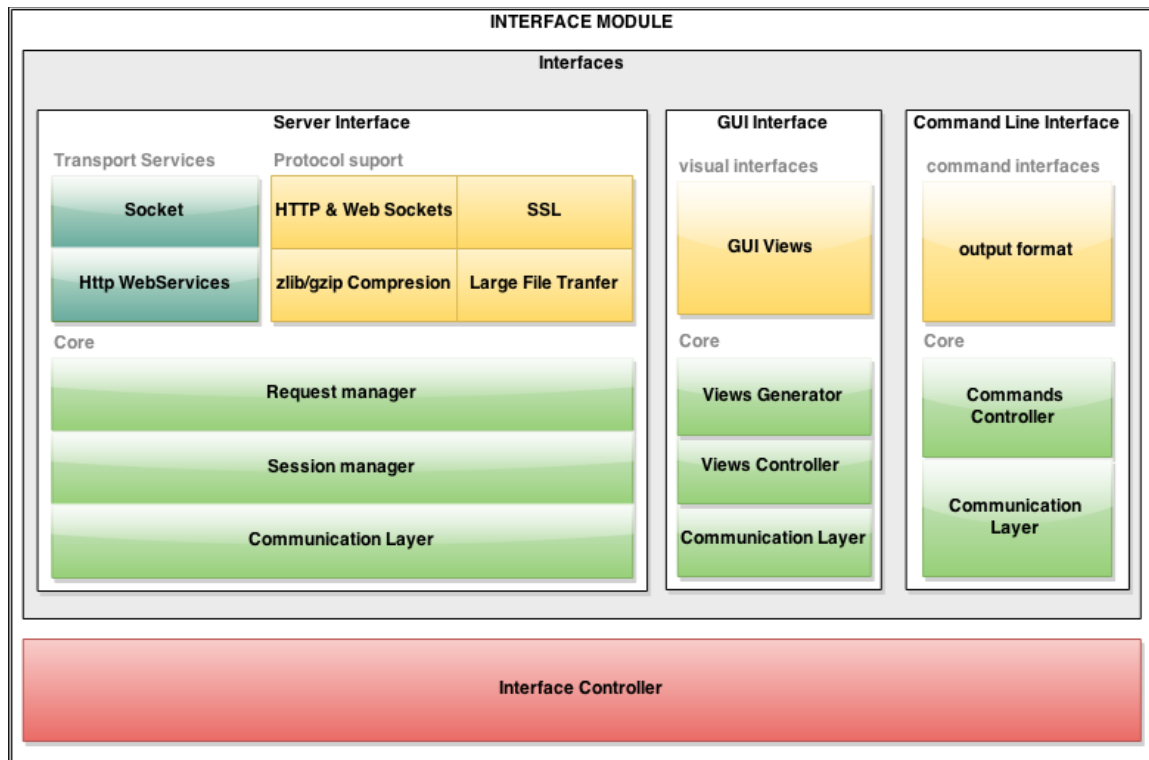 INTERFACE MODULE
Interfaces
Server Interface
Transport Services
Protocol suport
Socket
HTTP & Web Sockets
SSL
Http WebServices
zlib/gzip Compresion
Large File Tranfer
Core
Request manager
Session manager
Communication Layer
GUI Interface
visual interfaces
GUI Views
Core
Views Generator
Views Controller
Communication Layer
Command Line Interface
command interfaces
output format
Core
Commands
Controller
Communication
Layer
Interface Controller